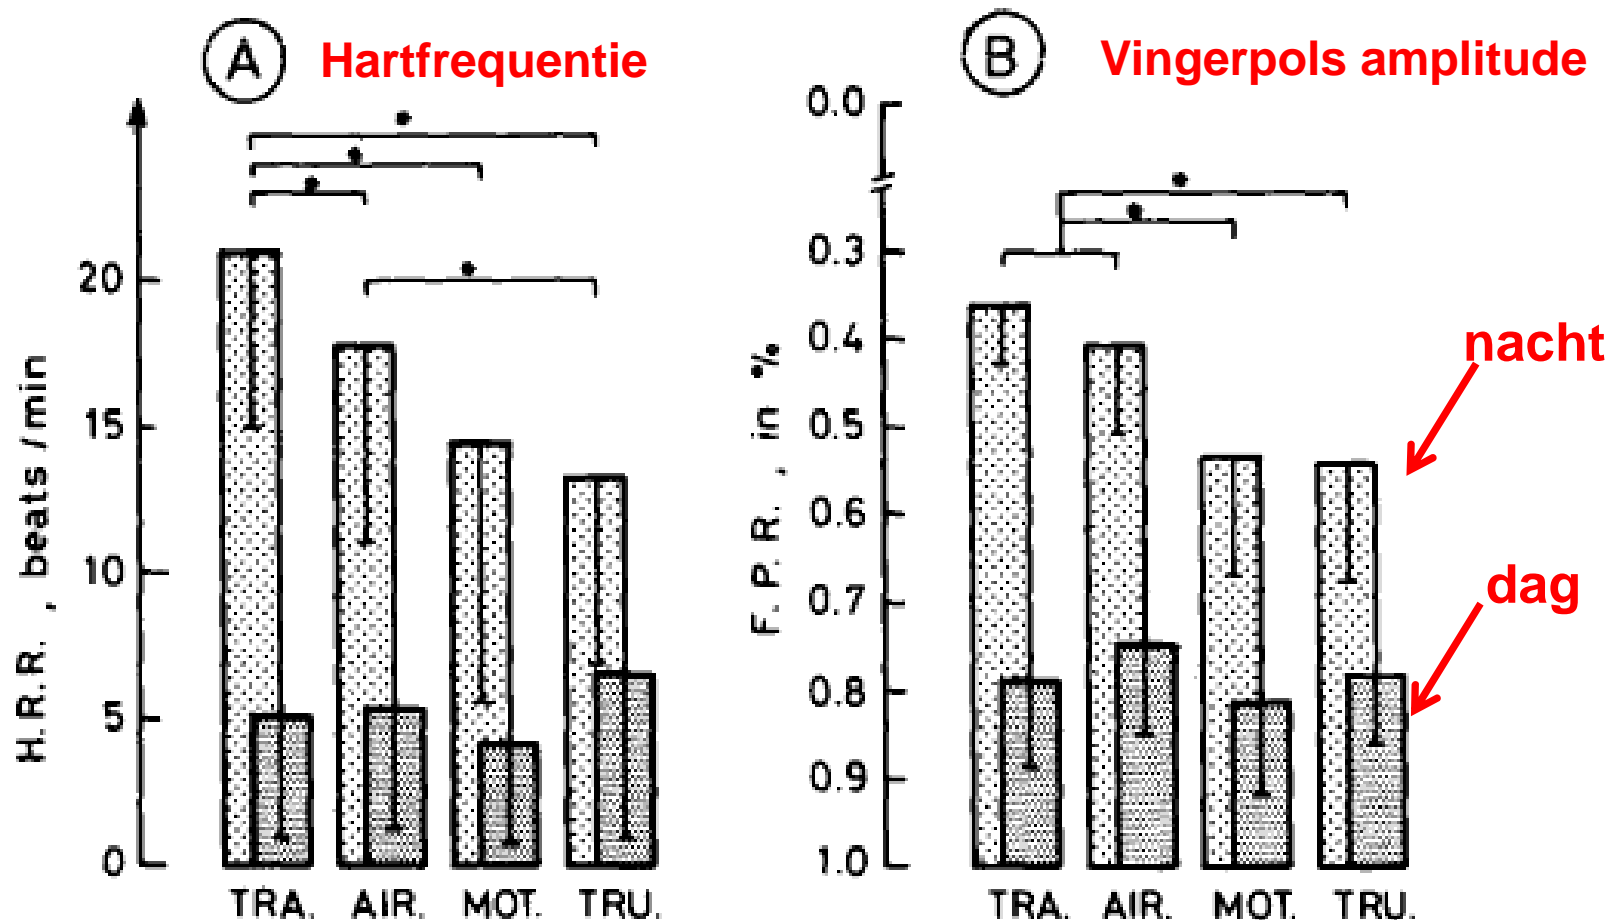 A Hartfrequentie
H.R.R. , beats/min
20
15
10
5
0
TRA. AIR. MOT. TRU.
B Vingerpols amplitude
F.P.R. , in %
0.0
0.3
0.4
0.5
0.6
0.7
0.8
0.9
1.0
TRA. AIR. MOT. TRU.
nacht
dag